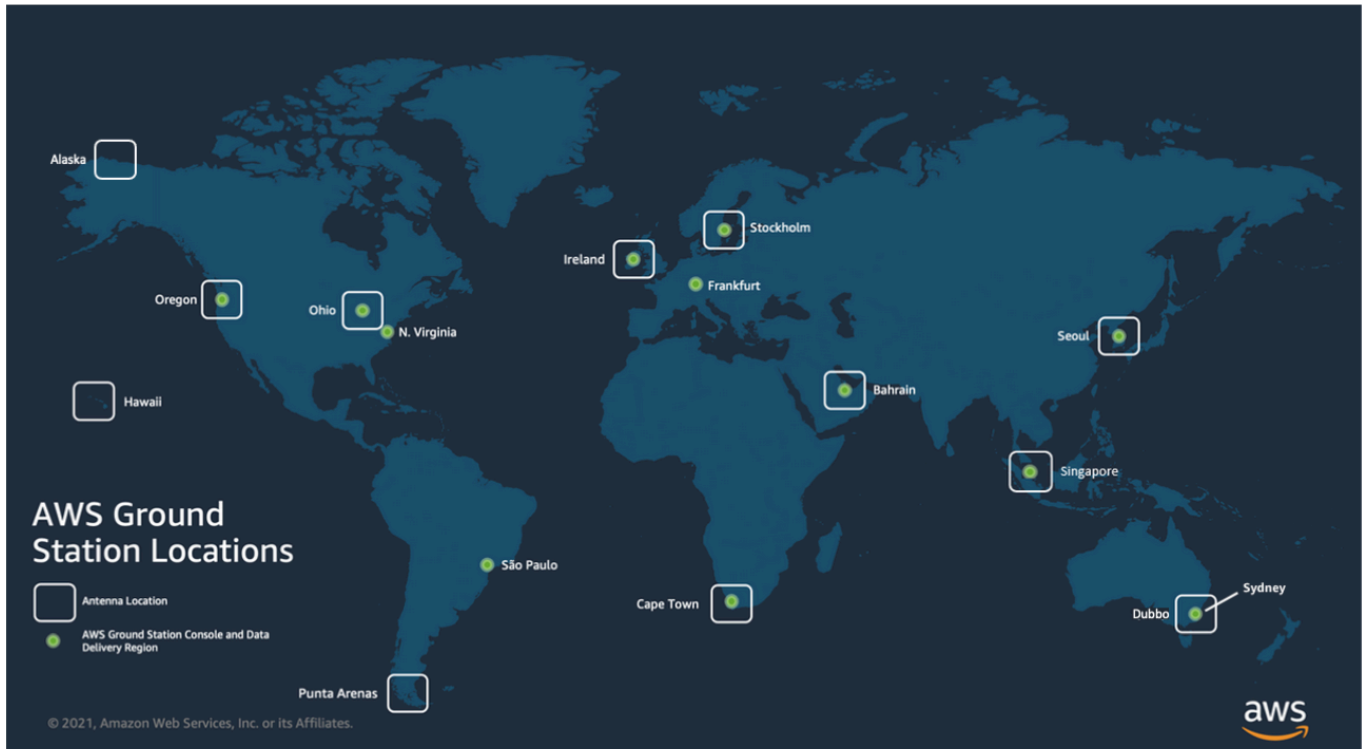 Alaska
Stockholm
Ireland
Frankfurt
Oregon
Ohio
N. Virginia
Seoul
Bahrain
Hawaii
Singapore
AWS Ground
Station Locations
São Paulo
Antenna Location
Cape Town
Sydney
Dubbo
AWS Ground Station Console and Data
Delivery Region
Punta Arenas
© 2021, Amazon Web Services, Inc. or its Affiliates.
aws